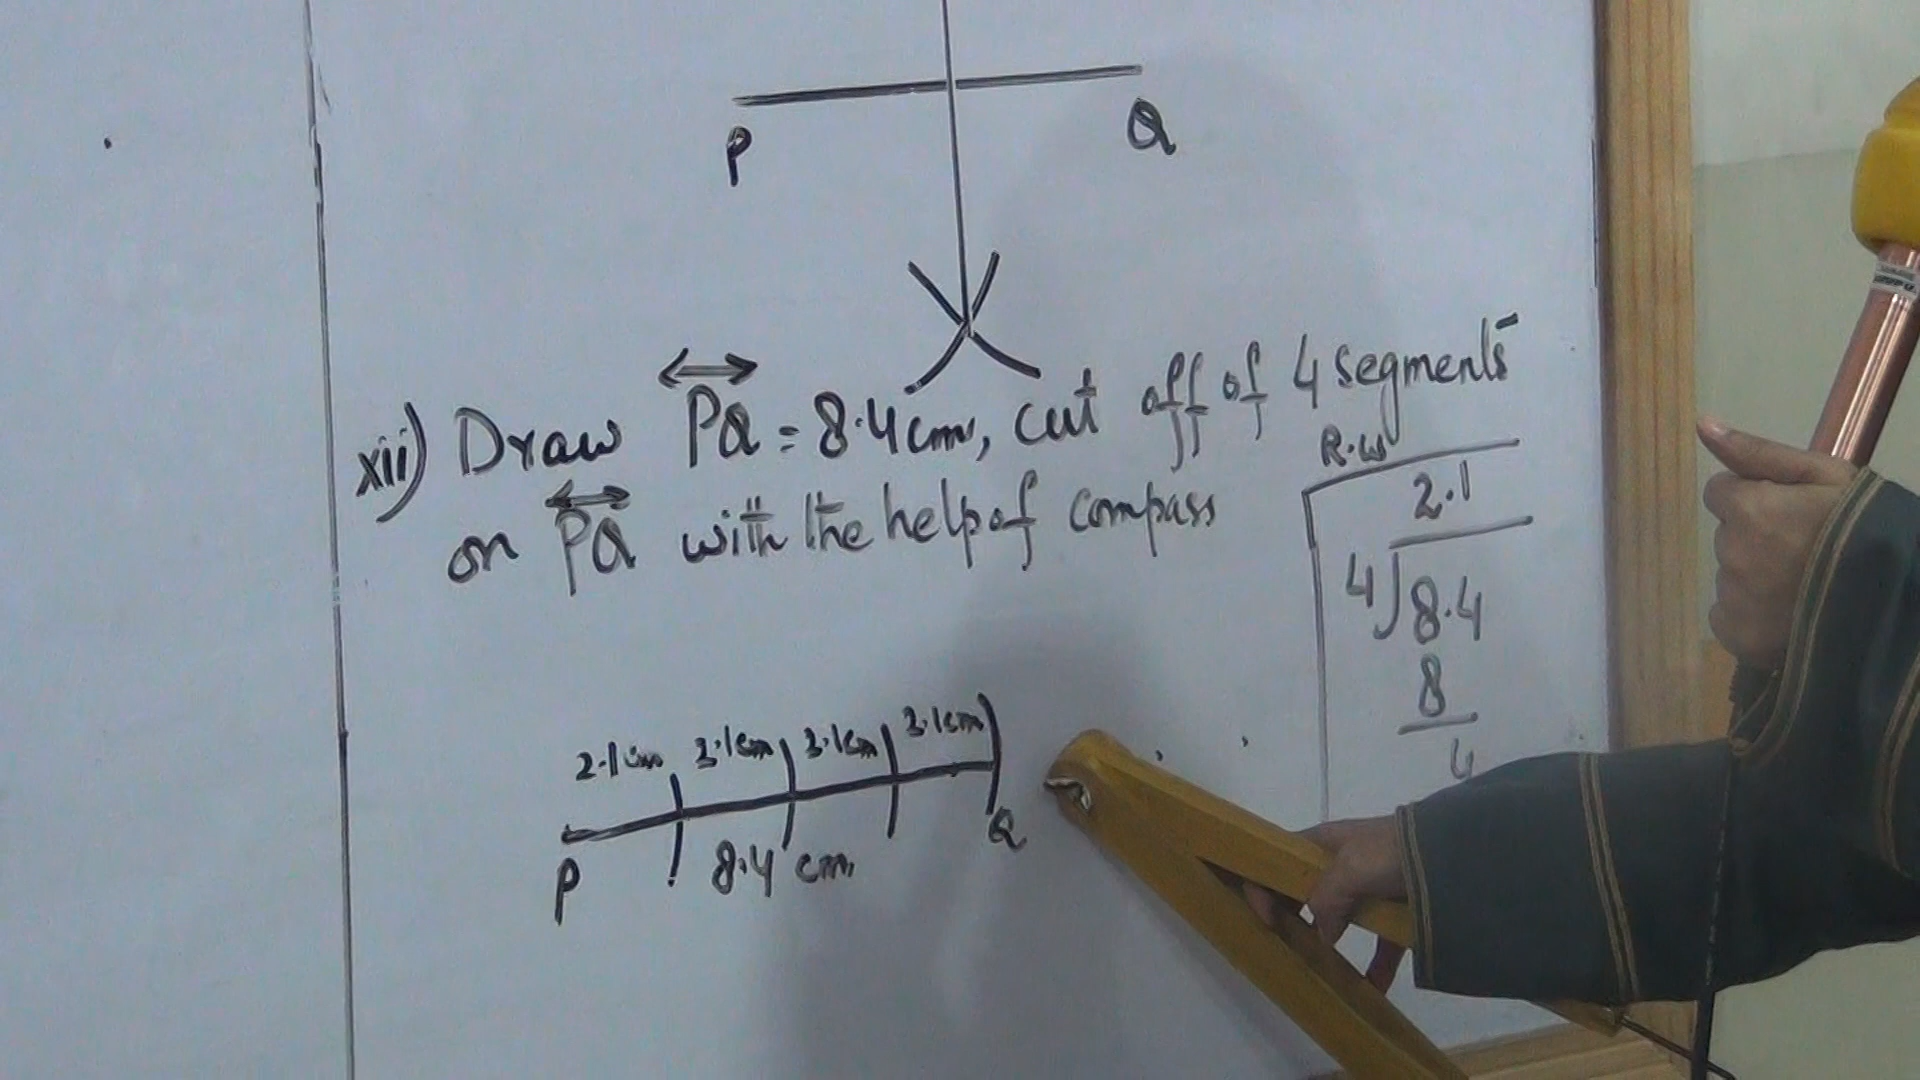 P Q
xii) Draw PQ = 8.4cm, cut off of 4 segments
on PQ with the help of compass
R.W
2.1
4 8.4
8
4
2.1cm 2.1cm 2.1cm 2.1cm
P 8.4 cm Q